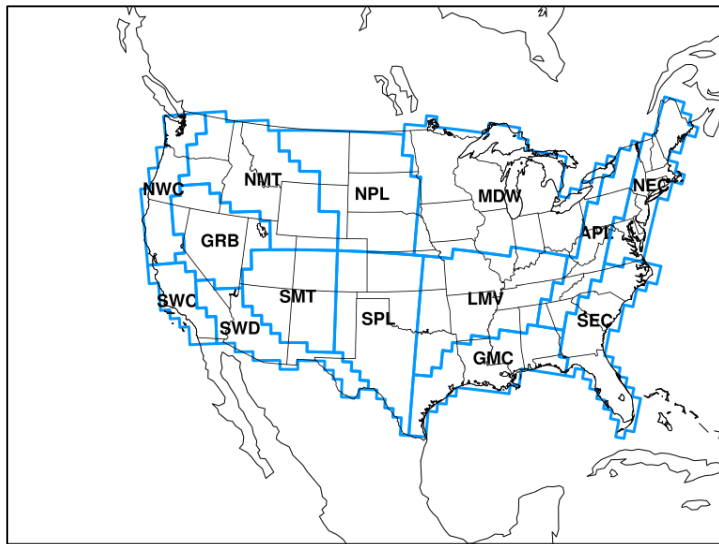 NWC
NMT
NPL
MDW
NEC
GRB
APL
SWC
SWD
SMT
SPL
LMV
SEC
GMC